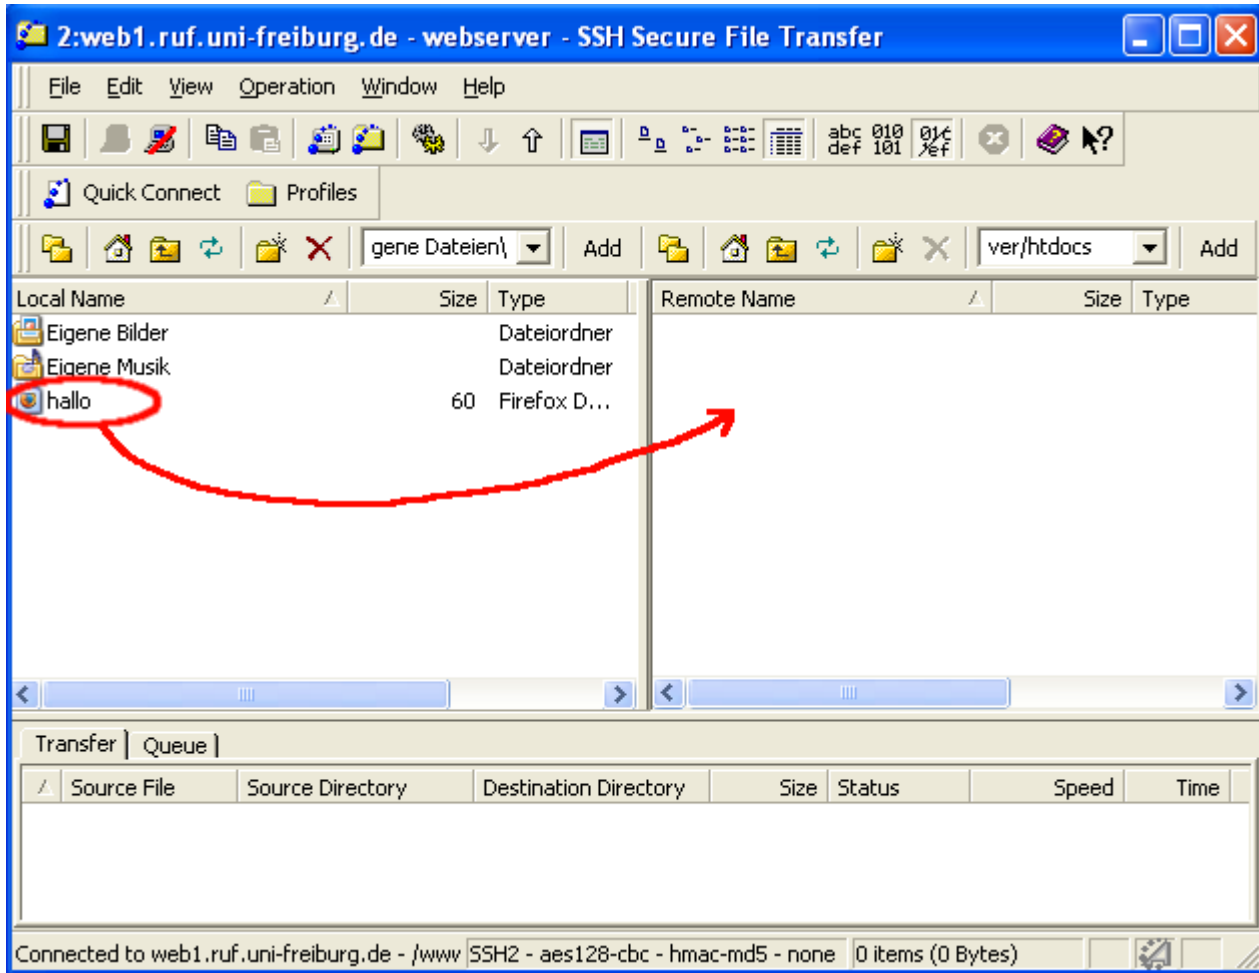 2:web1.ruf.uni-freiburg.de - webserver - SSH Secure File Transfer
File Edit View Operation Window Help
abc def 010 101
Quick Connect Profiles
gene Dateien\ Add ver/htdocs Add
Local Name Size Type Remote Name Size Type
Eigene Bilder Dateiordner
Eigene Musik Dateiordner
hallo 60 Firefox D...
Transfer Queue
Source File Source Directory Destination Directory Size Status Speed Time
Connected to web1.ruf.uni-freiburg.de - /www SSH2 - aes128-cbc - hmac-md5 - none 0 items (0 Bytes)